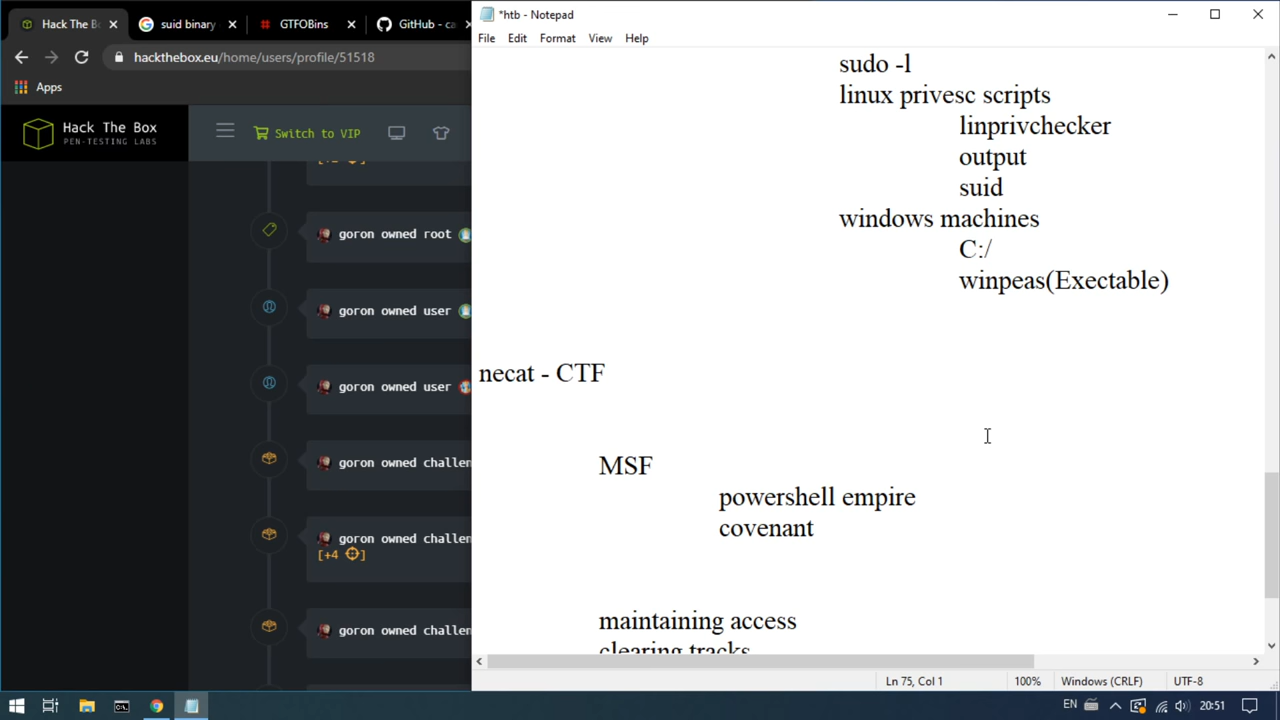 Hack The Bo
suid binary
GTFOBins
GitHub - ca
*htb - Notepad
File Edit Format View Help
hackthebox.eu/home/users/profile/51518
Apps
Hack The Box
PEN-TESTING LABS
Switch to VIP
goron owned root
goron owned user
goron owned user
goron owned challen
goron owned challen
[+4 ]
goron owned challen
sudo -l
linux privesc scripts
linprivchecker
output
suid
windows machines
C:/
winpeas(Exectable)
necat - CTF
MSF
powershell empire
covenant
maintaining access
clearing tracks
Ln 75, Col 1
100%
Windows (CRLF)
UTF-8
EN
20:51